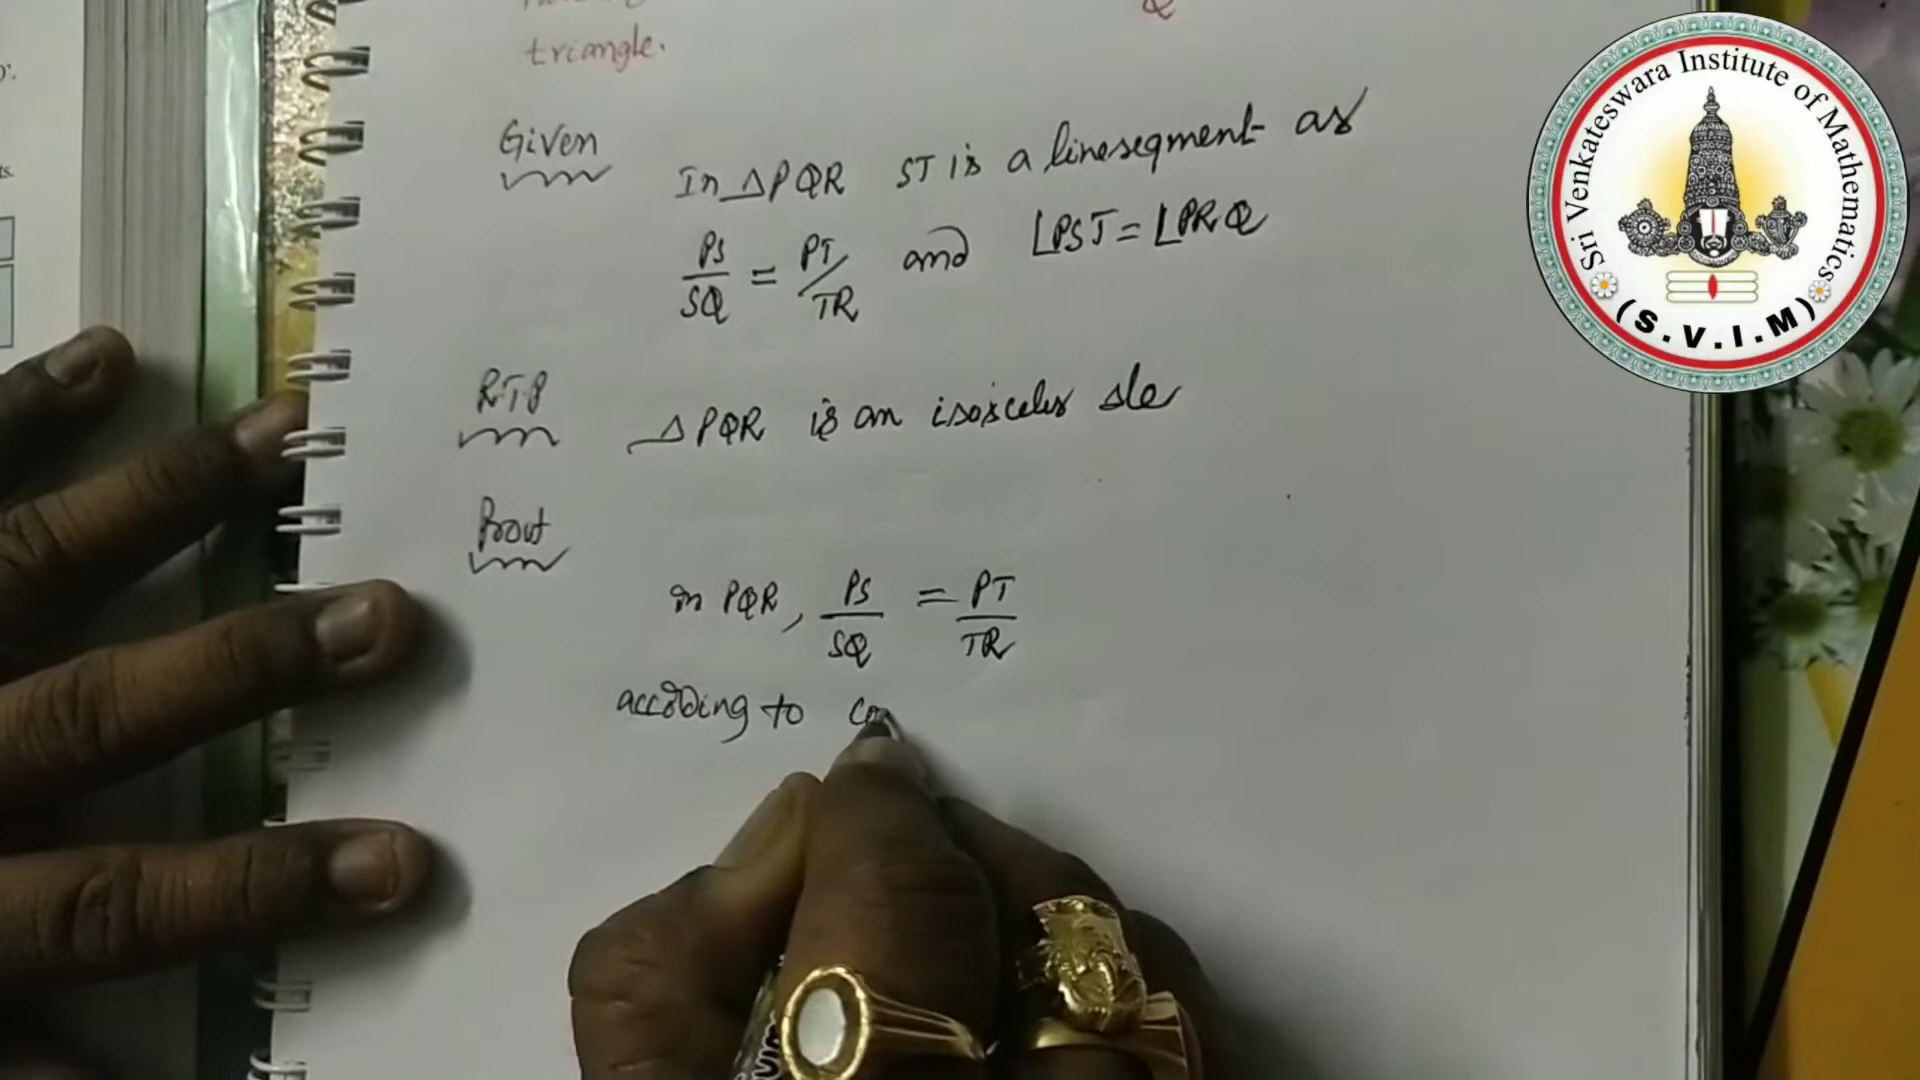 triangle.
Given
In △PQR ST is a linesegment as
PS/SQ = PT/TR and ∠PST = ∠PRQ
R.T.P
△PQR is an isosceles △le
Proof
In PQR, PS/SQ = PT/TR
according to co
Sri Venkateswara Institute of Mathematics
(S.V.I.M)